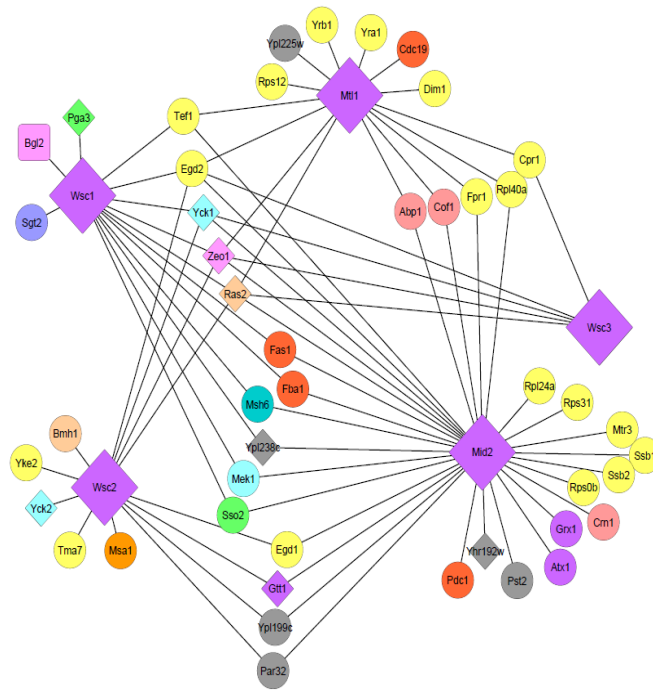 Yrb1
Yra1
Ypl225w
Cdc19
Rps12
Mtl1
Dim1
Pga3
Tef1
Bgl2
Egd2
Cpr1
Wsc1
Rpl40a
Fpr1
Abp1
Cof1
Yck1
Sgt2
Zeo1
Ras2
Wsc3
Fas1
Fba1
Rpl24a
Msh6
Rps31
Bmh1
Mtr3
Ypl238c
Mid2
Ssb1
Yke2
Mek1
Ssb2
Wsc2
Rps0b
Yck2
Sso2
Crn1
Grx1
Tma7
Msa1
Egd1
Yhr192w
Atx1
Pdc1
Pst2
Gtt1
Ypl199c
Par32